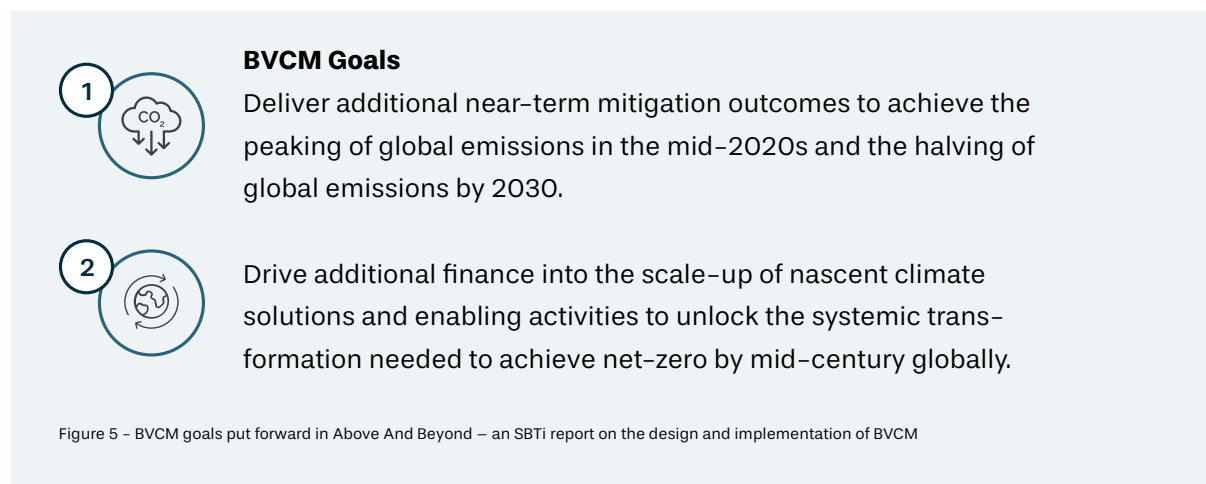 BVCM Goals
1
CO₂
Deliver additional near-term mitigation outcomes to achieve the
peaking of global emissions in the mid-2020s and the halving of
global emissions by 2030.
2
Drive additional finance into the scale-up of nascent climate
solutions and enabling activities to unlock the systemic trans-
formation needed to achieve net-zero by mid-century globally.
Figure 5 - BVCM goals put forward in Above And Beyond – an SBTi report on the design and implementation of BVCM